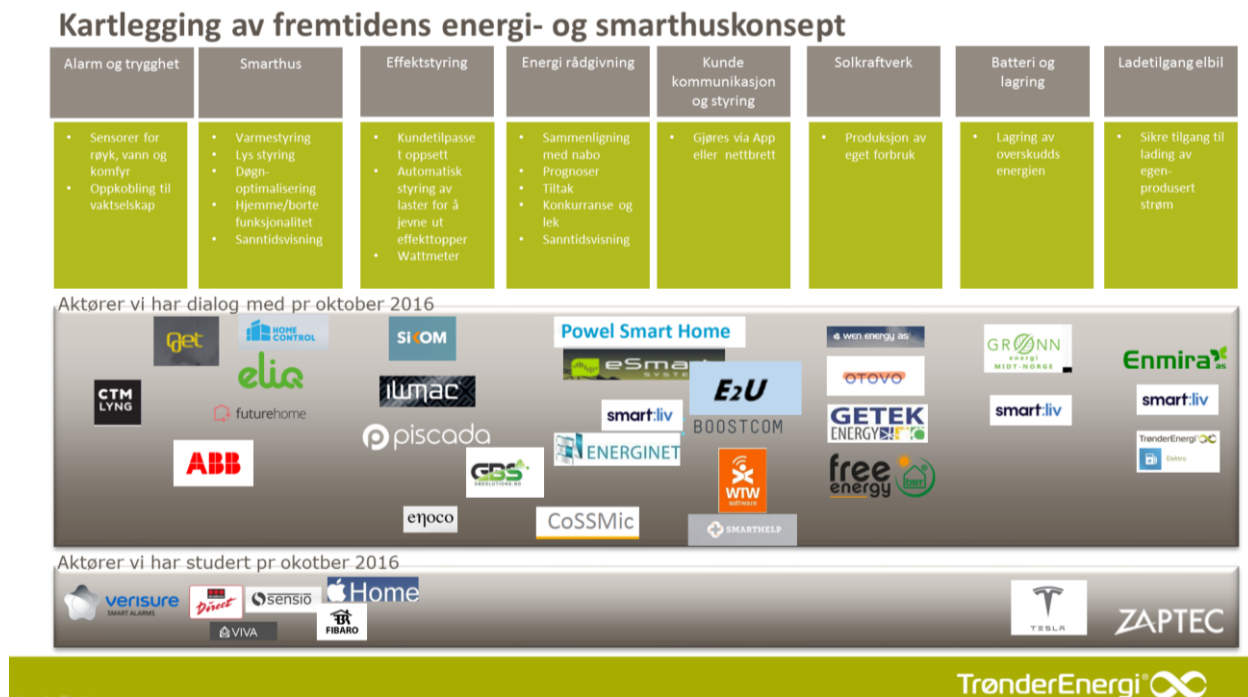 Kartlegging av fremtidens energi- og smarthuskonsept
Alarm og trygghet
Smarthus
Effektstyring
Energi rådgivning
Kunde
kommunikasjon
og styring
Solkraftverk
Batteri og
lagring
Ladetilgang elbil
• Sensorer for
røyk, vann og
komfyr
• Oppkobling til
vaktselskap
• Varmestyring
• Lys styring
• Døgn-
optimalisering
• Hjemme/borte
funksjonalitet
• Sanntidsvisning
• Kundetilpasse
t oppsett
• Automatisk
styring av
laster for å
jevne ut
effekttopper
• Wattmeter
• Sammenligning
med nabo
• Prognoser
• Tiltak
• Konkurranse og
lek
• Sanntidsvisning
• Gjøres via App
eller nettbrett
• Produksjon av
eget forbruk
• Lagring av
overskudds
energien
• Sikre tilgang til
lading av
egen-
produsert
strøm
Aktører vi har dialog med pr oktober 2016
get
HOME
CONTROL
eliq
futurehome
CTM
LYNG
ABB
SiKOM
ilumac
piscada
GBS
GBSOLUTIONS.NO
enoco
Powel Smart Home
eSmart
SYSTEMS
smart:liv
ENERGINET
CoSSMic
E2U
BOOSTCOM
WTW
software
SMARTHELP
wen energy as
OTOVO
GETEK
ENERGY
free
energy
GRØNN
energi
MIDT-NORGE
smart:liv
Enmira
as
smart:liv
TrønderEnergi
Elektro
Aktører vi har studert pr okotber 2016
verisure
SMART ALARMS
Direct
sensio
VIVA
Home
FIBARO
TESLA
ZAPTEC
TrønderEnergi